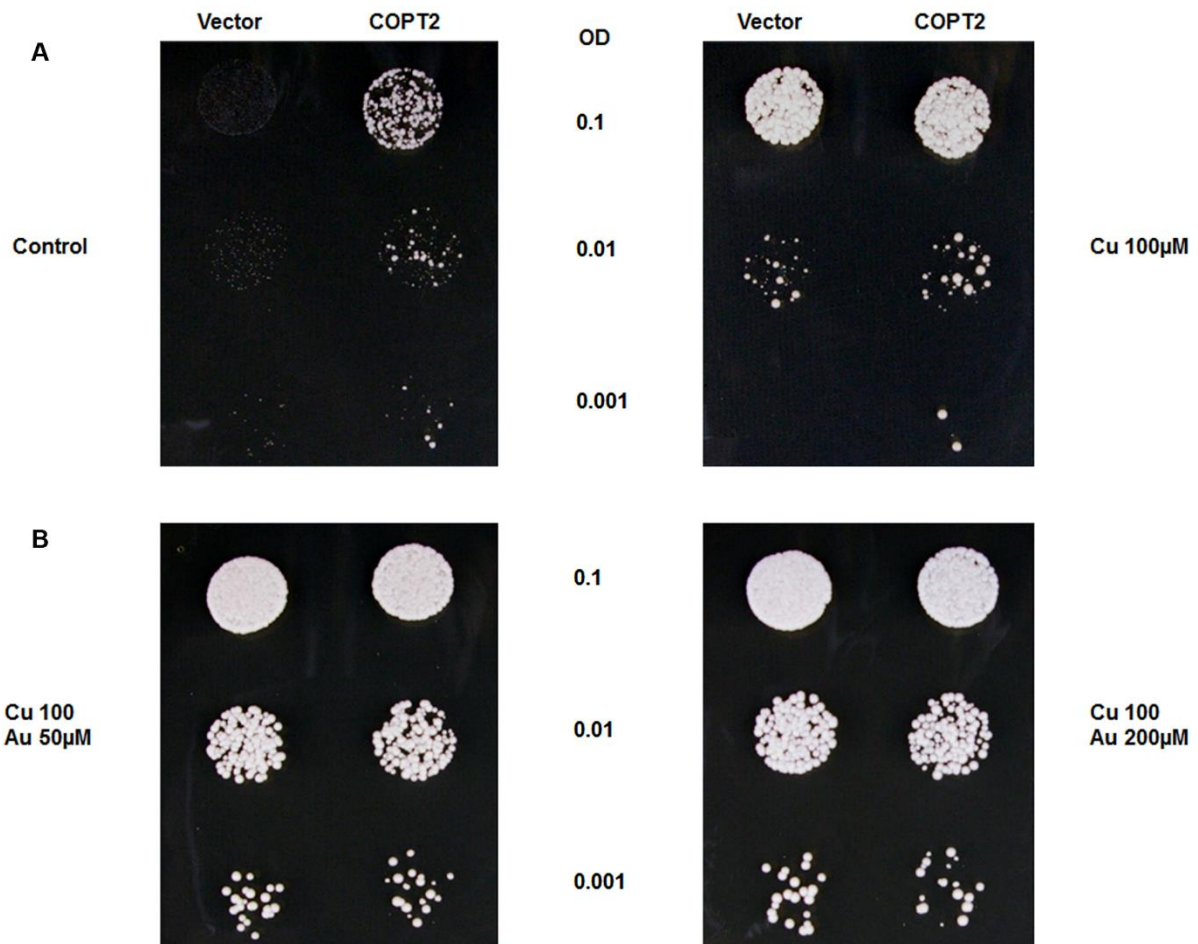 Vector COPT2 Vector COPT2
A
OD
0.1
Control
0.01
Cu 100µM
0.001
B
0.1
Cu 100
Au 50µM
0.01
Cu 100
Au 200µM
0.001